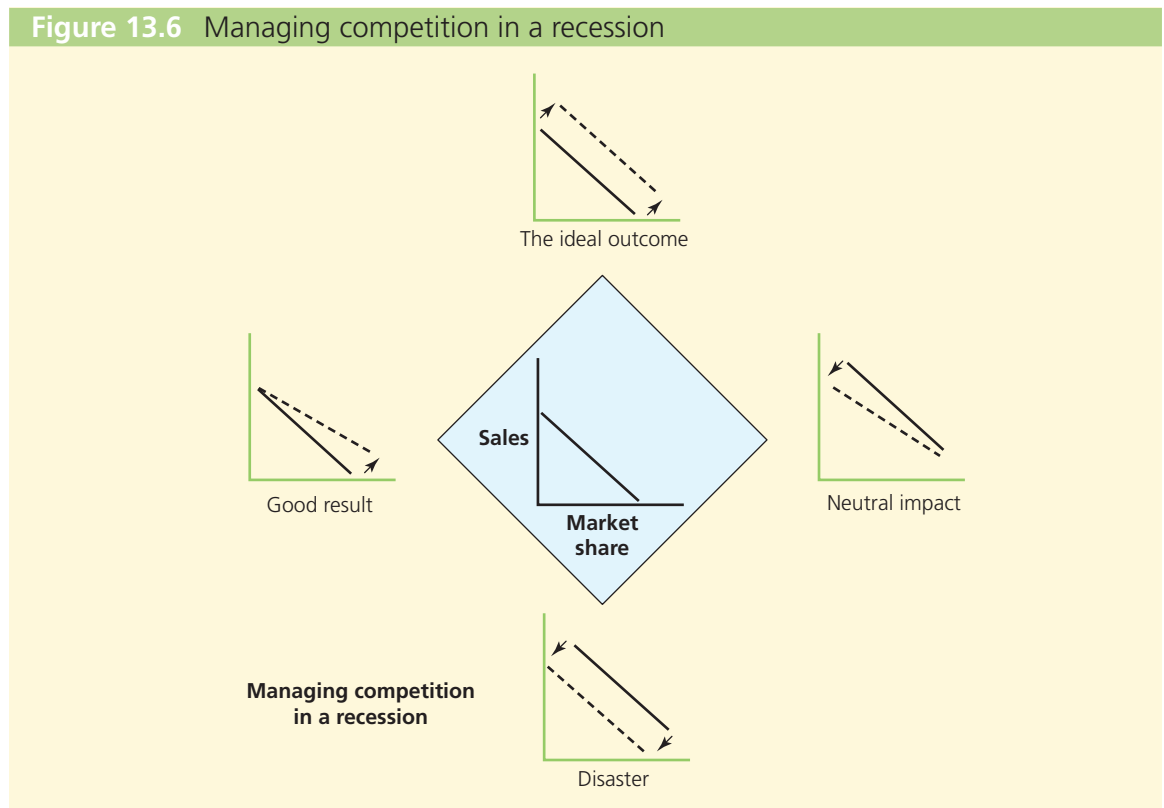 Figure 13.6 Managing competition in a recession
The ideal outcome
Good result
Sales
Market
share
Neutral impact
Managing competition
in a recession
Disaster